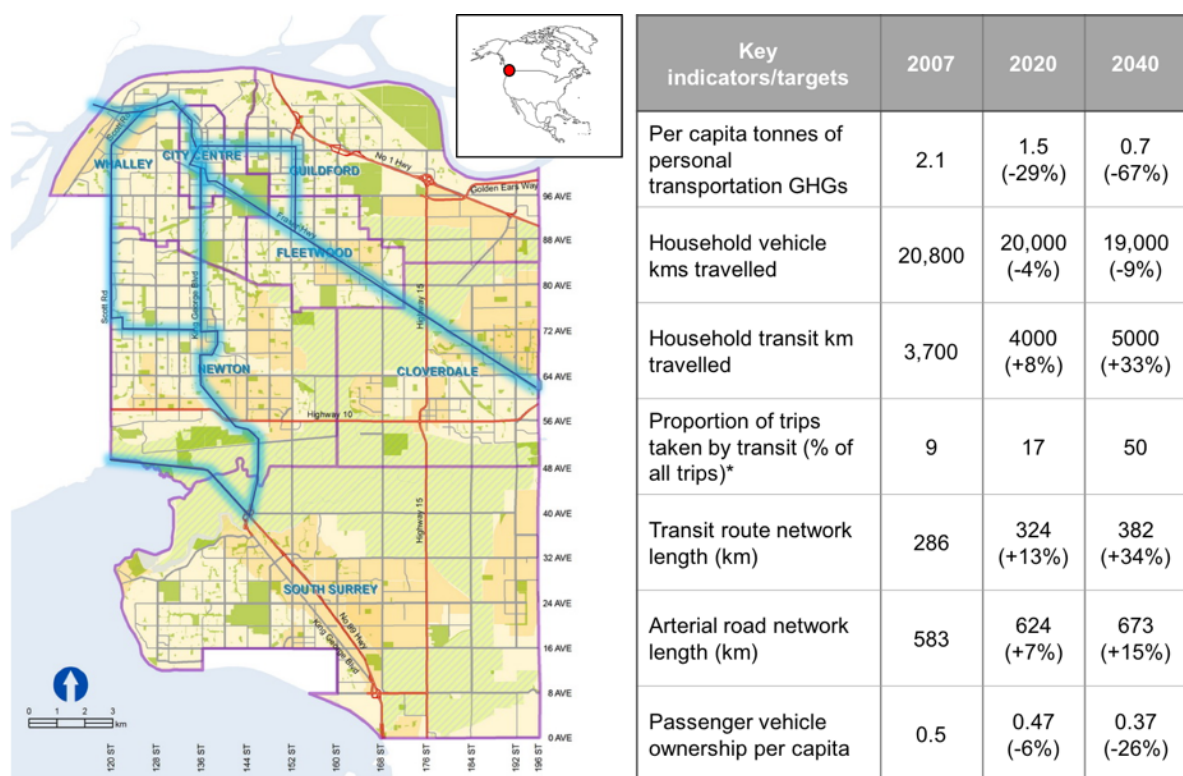 Scott Rd
WHALLEY
CITY CENTRE
GUILDFORD
No 1 Hwy
Golden Ears Way
96 AVE
Fraser Hwy
88 AVE
FLEETWOOD
80 AVE
Scott Rd
King George Blvd
Highway 15
72 AVE
NEWTON
CLOVERDALE
64 AVE
Highway 10
56 AVE
48 AVE
40 AVE
Highway 15
32 AVE
SOUTH SURREY
24 AVE
No 99 Hwy
King George Blvd
16 AVE
8 AVE
0 1 2 3
km
0 AVE
120 ST
128 ST
136 ST
144 ST
152 ST
160 ST
168 ST
176 ST
184 ST
192 ST
196 ST
Key
indicators/targets 2007 2020 2040
Per capita tonnes of
personal
transportation GHGs
2.1
1.5
(-29%)
0.7
(-67%)
Household vehicle
kms travelled
20,800
20,000
(-4%)
19,000
(-9%)
Household transit km
travelled
3,700
4000
(+8%)
5000
(+33%)
Proportion of trips
taken by transit (% of
all trips)*
9
17
50
Transit route network
length (km)
286
324
(+13%)
382
(+34%)
Arterial road network
length (km)
583
624
(+7%)
673
(+15%)
Passenger vehicle
ownership per capita
0.5
0.47
(-6%)
0.37
(-26%)